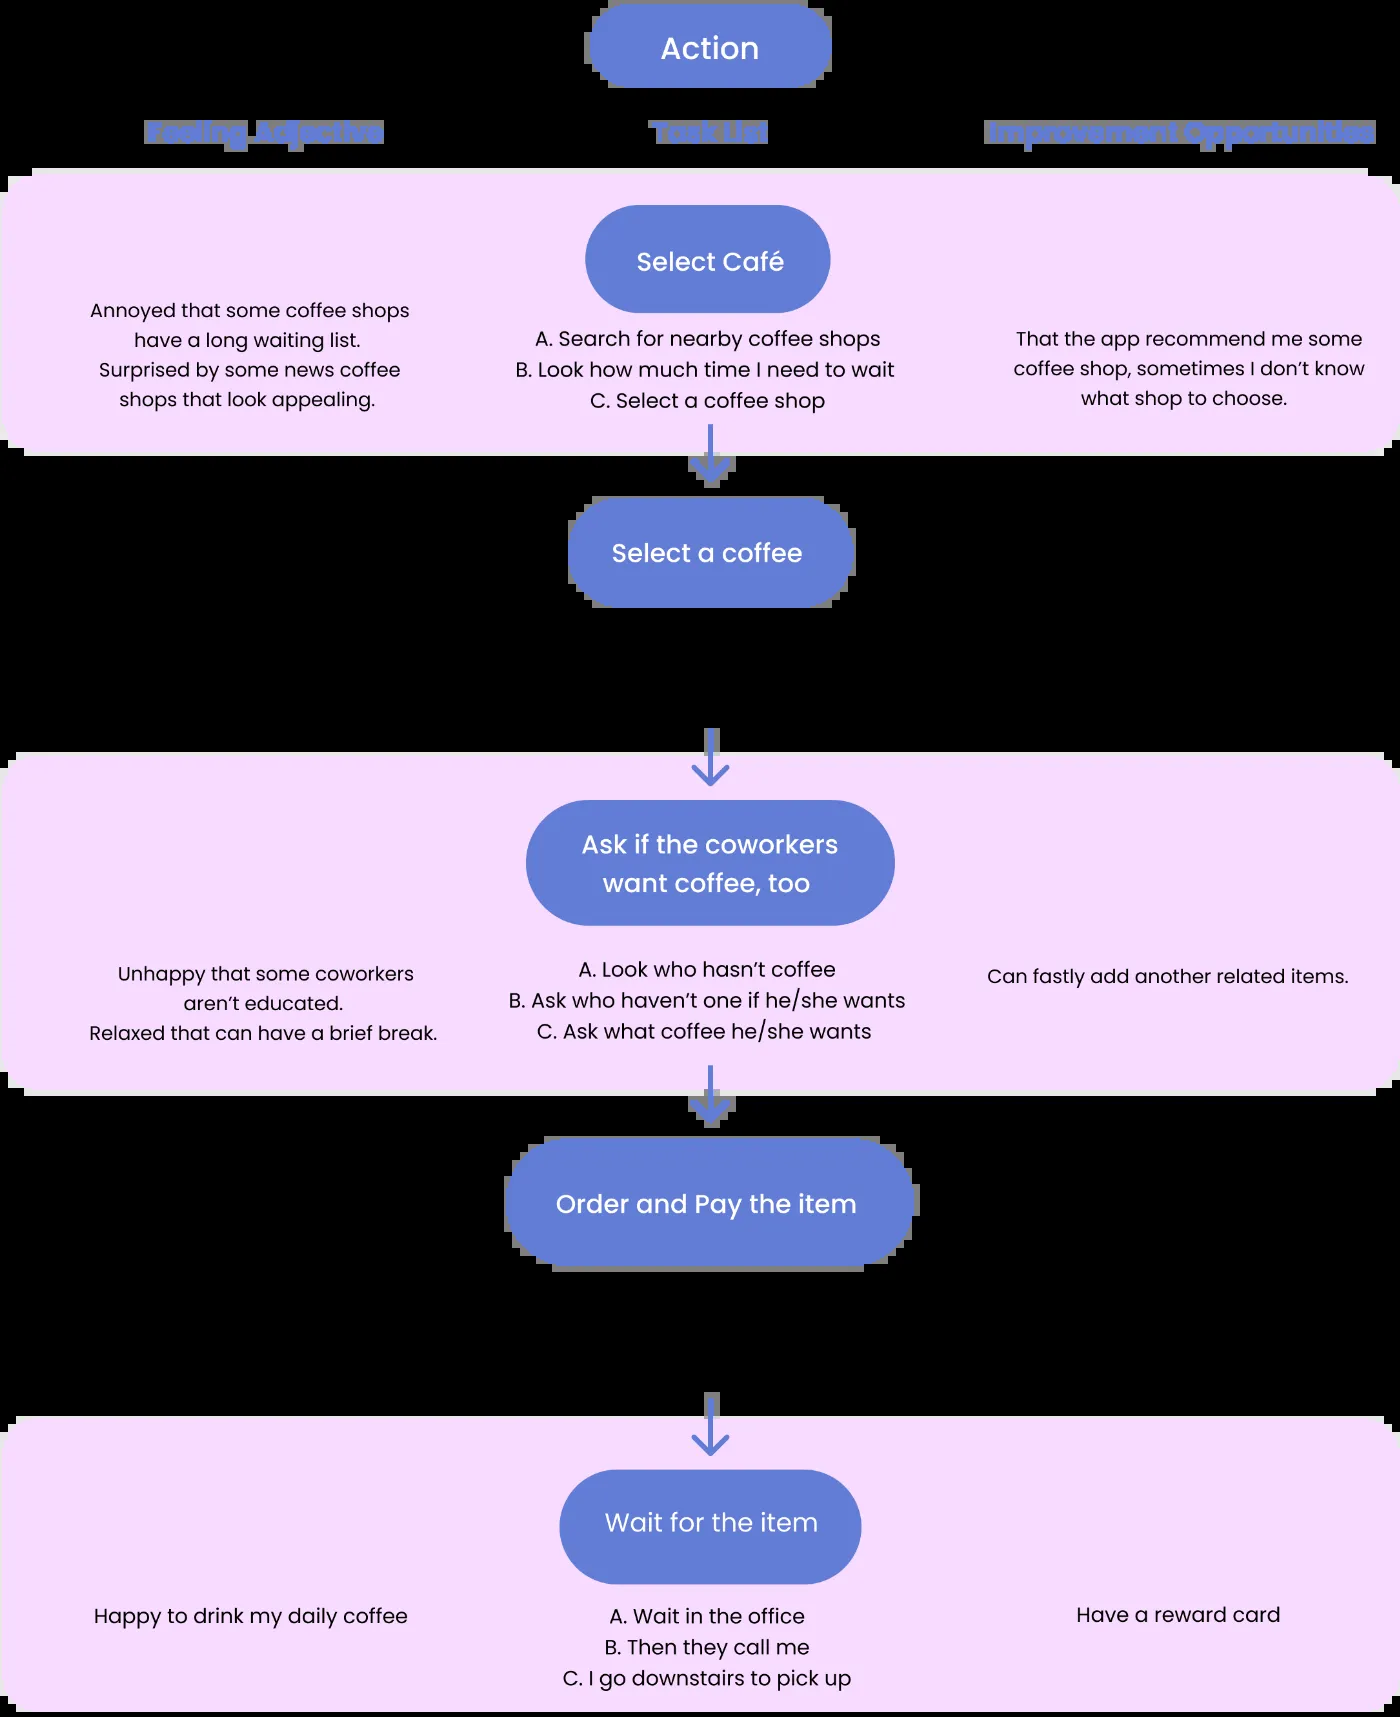 Action
Feeling Adjective
Task List
Improvement Opportunities
Select Café
Annoyed that some coffee shops
have a long waiting list.
Surprised by some news coffee
shops that look appealing.
A. Search for nearby coffee shops
B. Look how much time I need to wait
C. Select a coffee shop
That the app recommend me some
coffee shop, sometimes I don’t know
what shop to choose.
Select a coffee
Ask if the coworkers
want coffee, too
Unhappy that some coworkers
aren’t educated.
Relaxed that can have a brief break.
A. Look who hasn’t coffee
B. Ask who haven’t one if he/she wants
C. Ask what coffee he/she wants
Can fastly add another related items.
Order and Pay the item
Wait for the item
Happy to drink my daily coffee
A. Wait in the office
B. Then they call me
C. I go downstairs to pick up
Have a reward card